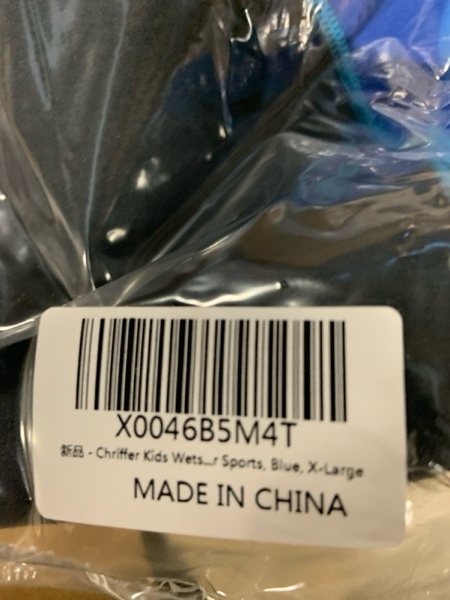 X0046B5M4T
新品 - Chriffer Kids Wets...r Sports, Blue, X-Large
MADE IN CHINA